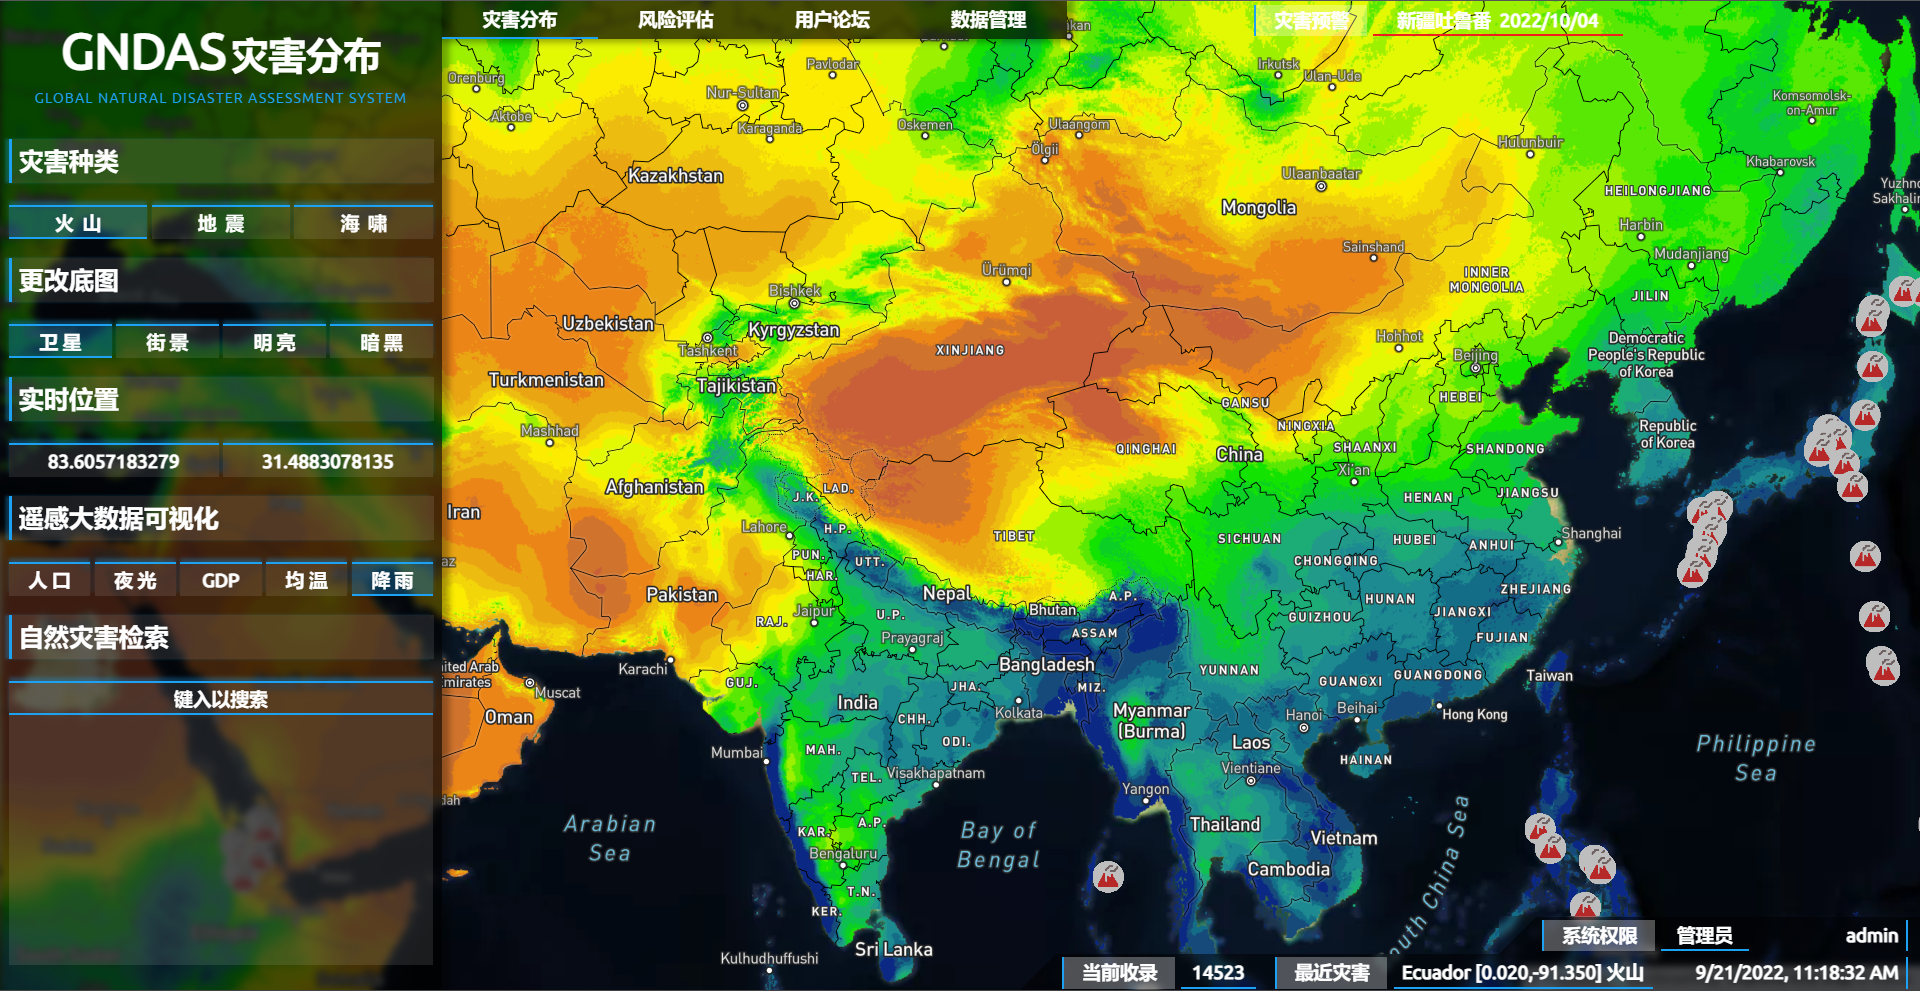 灾害分布
风险评估
用户论坛
数据管理
灾害预警
新疆吐鲁番 2022/10/04
GNDAS灾害分布
GLOBAL NATURAL DISASTER ASSESSMENT SYSTEM
灾害种类
火山
地震
海啸
更改底图
卫星
街景
明亮
暗黑
实时位置
83.6057183279
31.4883078135
遥感大数据可视化
人口
夜光
GDP
均温
降雨
自然灾害检索
键入以搜索
Orenburg
Aktobe
Pavlodar
Nur-Sultan
Karaganda
Oskemen
Kazakhstan
Ulaangom
Ölgii
Irkutsk
Ulan-Ude
Ulaanbaatar
Mongolia
Sainshand
Hulunbuir
Komsomolsk-
on-Amur
Khabarovsk
HEILONGJIANG
Harbin
Mudanjiang
JILIN
INNER
MONGOLIA
Ürümqi
Bishkek
Kyrgyzstan
Uzbekistan
Tashkent
Turkmenistan
Tajikistan
XINJIANG
Hohhot
Beijing
HEBEI
Democratic
People's Republic
of Korea
Republic
of Korea
GANSU
NINGXIA
SHAANXI
SHANDONG
QINGHAI
China
Xi'an
Mashhad
Afghanistan
Iran
J.K.
LAD.
Lahore
H.P.
PUN.
UTT.
HAR.
TIBET
HENAN
JIANGSU
Shanghai
SICHUAN
HUBEI
ANHUI
CHONGQING
ZHEJIANG
HUNAN
JIANGXI
GUIZHOU
FUJIAN
Pakistan
RAJ.
Jaipur
U.P.
Nepal
Bhutan
A.P.
ASSAM
Prayagraj
Bangladesh
MIZ.
YUNNAN
GUANGXI
GUANGDONG
Taiwan
Karachi
Muscat
Oman
GUJ.
India
JHA.
Kolkata
CHH.
ODI.
Myanmar
(Burma)
Hanoi
Beihai
Hong Kong
Laos
HAINAN
Vientiane
Mumbai
MAH.
TEL.
Visakhapatnam
Yangon
Thailand
Vietnam
Cambodia
KAR.
A.P.
Bengaluru
T.N.
KER.
Sri Lanka
Kulhudhuffushi
Arabian
Sea
Bay of
Bengal
Philippine
Sea
South China Sea
系统权限
管理员
admin
当前收录
14523
最近灾害
Ecuador [0.020,-91.350] 火山
9/21/2022, 11:18:32 AM